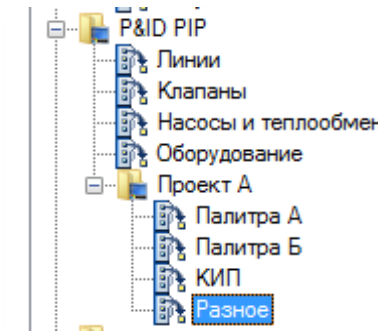 P&ID PIP
Линии
Клапаны
Насосы и теплообмен
Оборудование
Проект А
Палитра А
Палитра Б
КИП
Разное